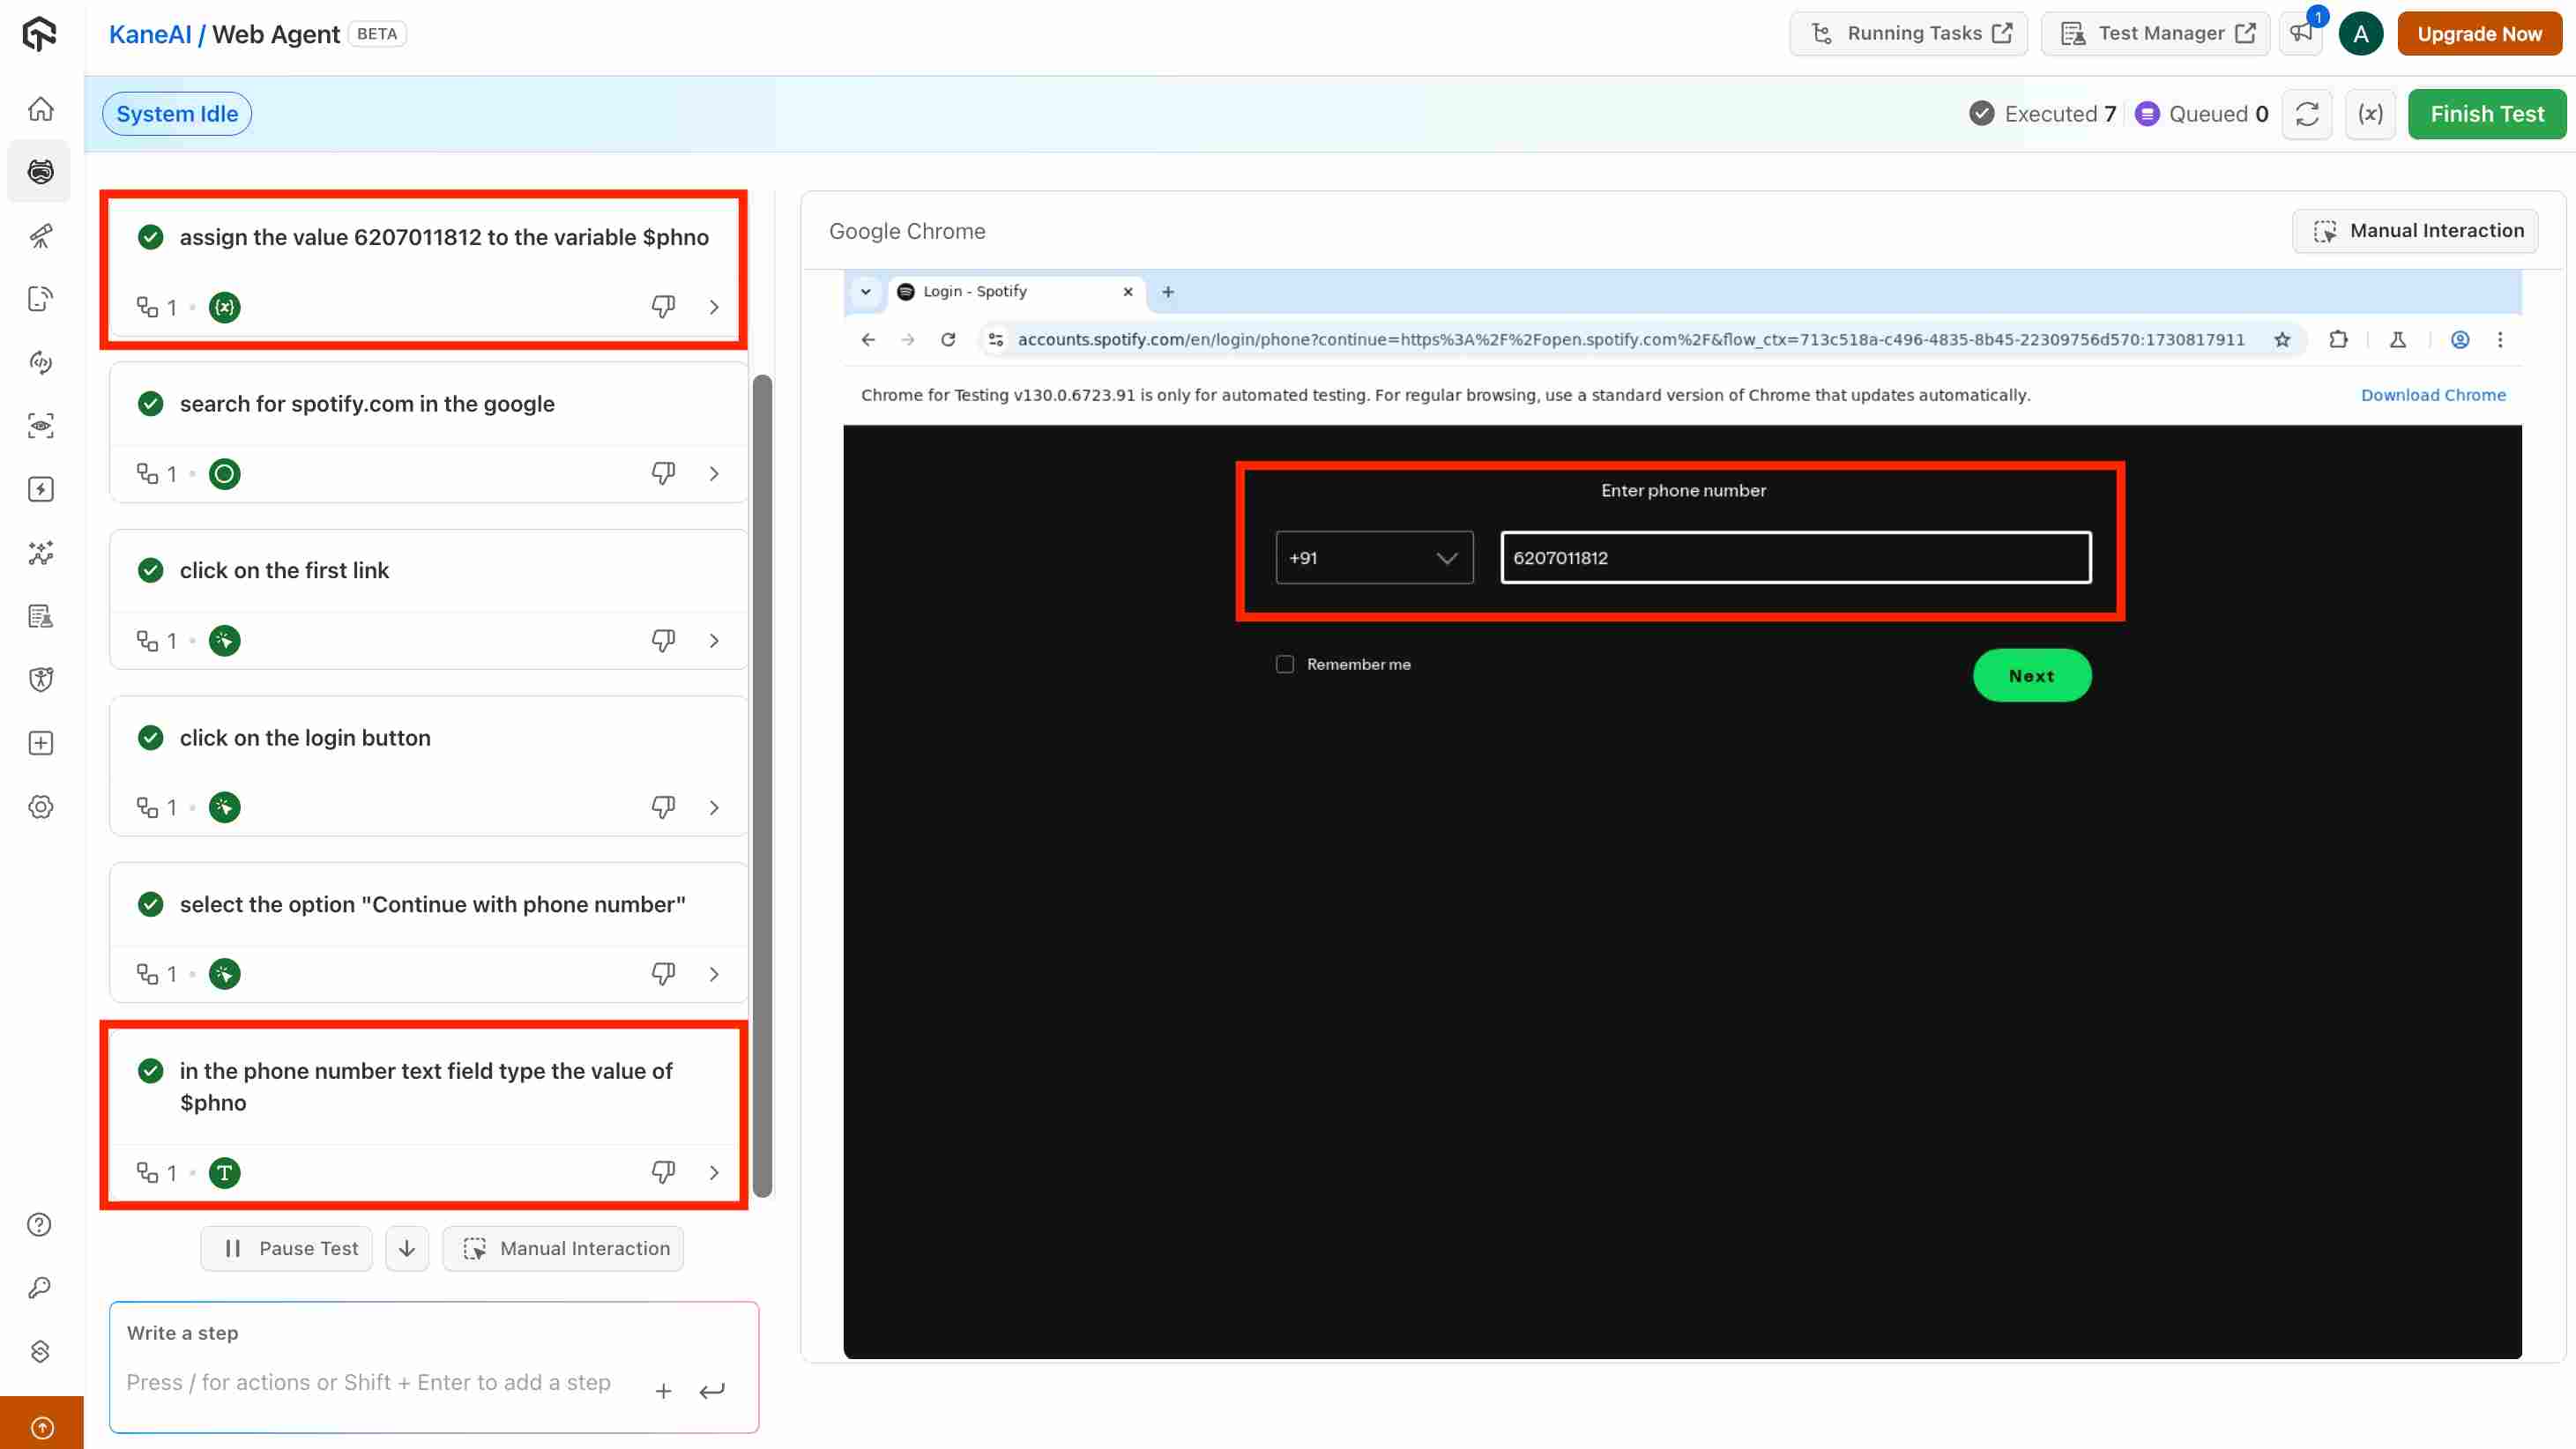 KaneAI / Web Agent BETA
Running Tasks
Test Manager
1
A
Upgrade Now
System Idle
Executed 7
Queued 0
(x)
Finish Test
assign the value 6207011812 to the variable $phno
1
{x}
search for spotify.com in the google
1
click on the first link
1
click on the login button
1
select the option "Continue with phone number"
1
in the phone number text field type the value of
$phno
1
T
Pause Test
Manual Interaction
Write a step
Press / for actions or Shift + Enter to add a step
Google Chrome
Manual Interaction
Login - Spotify
accounts.spotify.com/en/login/phone?continue=https%3A%2F%2Fopen.spotify.com%2F&flow_ctx=713c518a-c496-4835-8b45-22309756d570:1730817911
Chrome for Testing v130.0.6723.91 is only for automated testing. For regular browsing, use a standard version of Chrome that updates automatically.
Download Chrome
Enter phone number
+91
6207011812
Remember me
Next